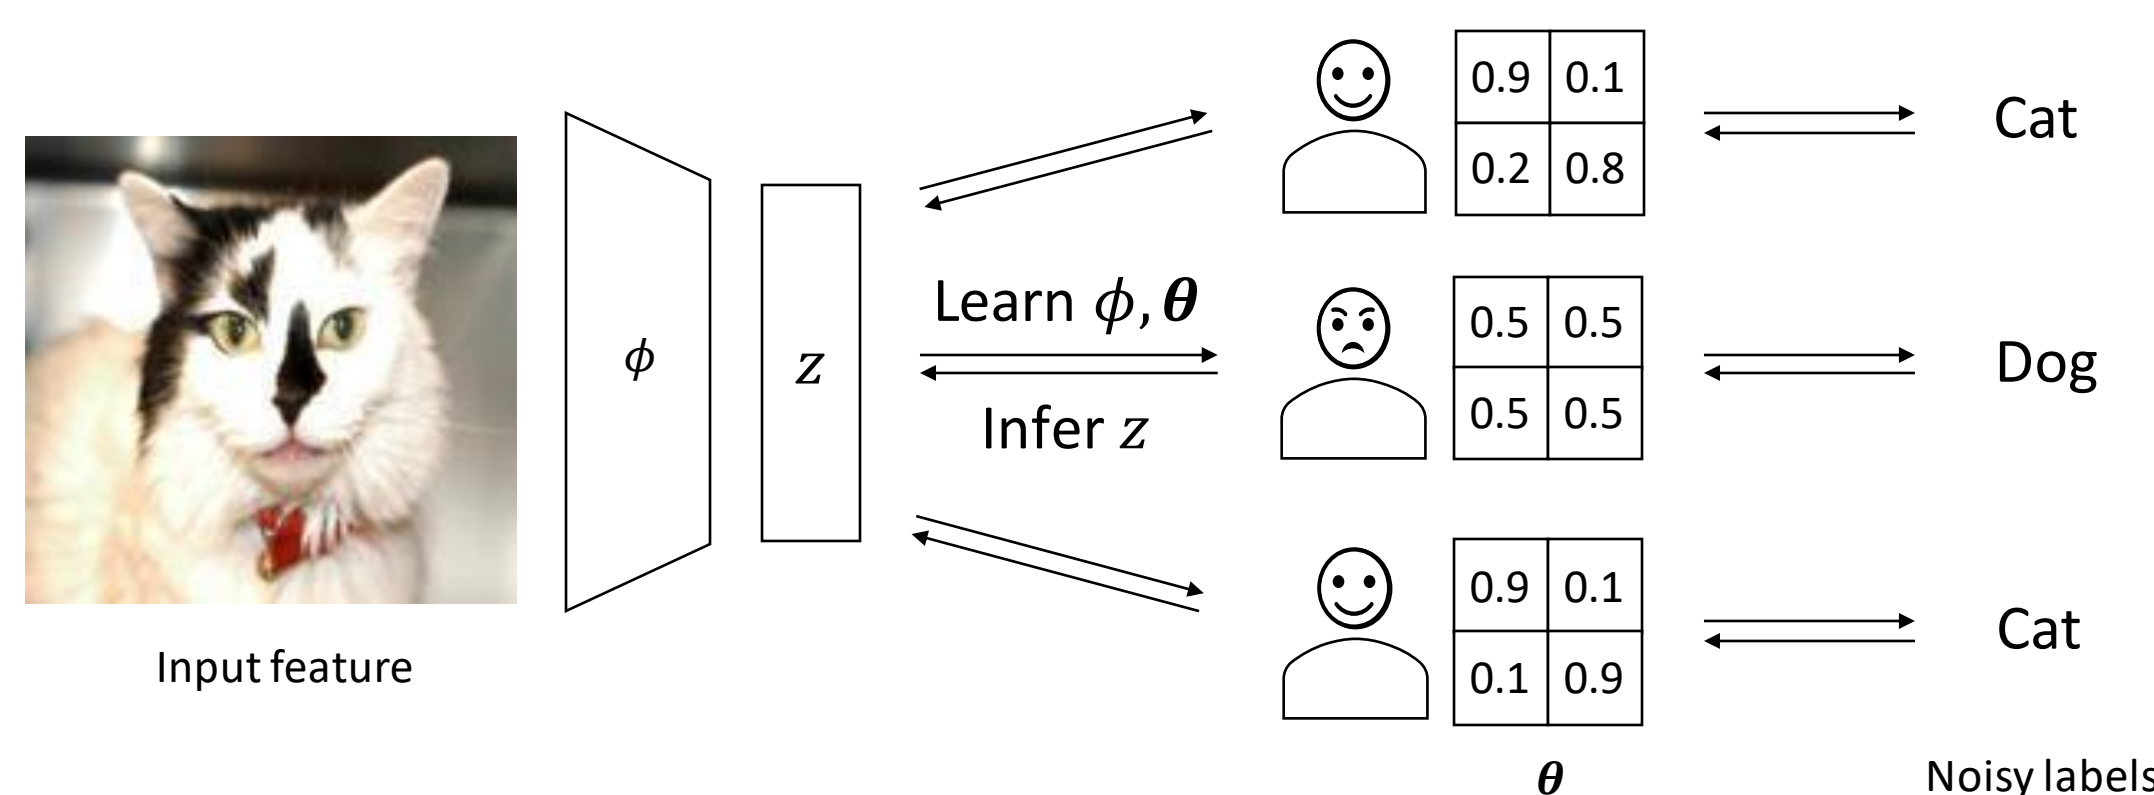 0.9 0.1
0.2 0.8
Cat
Learn ϕ, θ
Infer z
ϕ
z
0.5 0.5
0.5 0.5
Dog
0.9 0.1
0.1 0.9
Cat
Input feature
θ
Noisy labels